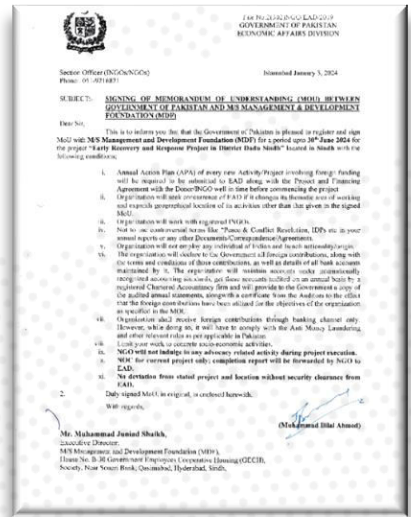 GOVERNMENT OF PAKISTAN
ECONOMIC AFFAIRS DIVISION
Section Officer (INGOs/NGOs)
Islamabad January 3, 2024
SUBJECT:- SIGNING OF MEMORANDUM OF UNDERSTANDING (MOU) BETWEEN
GOVERNMENT OF PAKISTAN AND M/S MANAGEMENT & DEVELOPMENT
FOUNDATION (MDF)
Dear Sir,
This is to inform you that the Government of Pakistan is pleased to register and sign
MoU with M/S Management and Development Foundation (MDF) for a period upto 30th June 2024 for
the project "Early Recovery and Response Project in District Dadu Sindh" located in Sindh with the
following conditions;
i. Annual Action Plan (APA) of every new Activity/Project involving foreign funding
will be required to be submitted to EAD along with the Project and Financing
Agreement with the Donor/INGO well in time before commencing the project
ii. Organization will seek concurrence of EAD if it changes its thematic area of working
and expands geographical location of its activities other than that given in the signed
MoU.
iii. Organization will work with registered INGOs.
iv. Not to use controversial terms like "Peace & Conflict Resolution, IDPs etc in your
annual reports or any other Documents/Correspondence/Agreements.
v. Organization will not employ any individual of Indian and Israeli nationality/origin.
vi. The organization will declare to the Government all foreign contributions, along with
the terms and conditions of those contributions, as well as details of all bank accounts
maintained by it. The organization will maintain accounts under internationally
recognized accounting standards, get those accounts audited on an annual basis by a
registered Chartered Accountancy firm and will provide to the Government a copy of
the audited annual statements, alongwith a certificate from the Auditors to the effect
that the foreign contributions have been utilized for the objectives of the organization
as specified in the MOU.
vii. Organization shall receive foreign contributions through banking channel only.
However, while doing so, it will have to comply with the Anti Money Laundering
and other relevant rules as per applicable in Pakistan.
viii. Limit your work to concrete socio-economic activities.
ix. NGO will not indulge in any advocacy related activity during project execution.
x. NOC for current project only; completion report will be forwarded by NGO to
EAD.
xi. No deviation from stated project and location without security clearance from
EAD.
2. Duly signed MoU in original, is enclosed herewith.
With regards,
(Muhammad Bilal Ahmed)
Mr. Muhammad Juniad Shaikh,
Executive Director,
M/S Management and Development Foundation (MDF),
House No. B-30 Government Employees Cooperative Housing (GECH),
Society, Near Soneri Bank, Qasimabad, Hyderabad, Sindh.